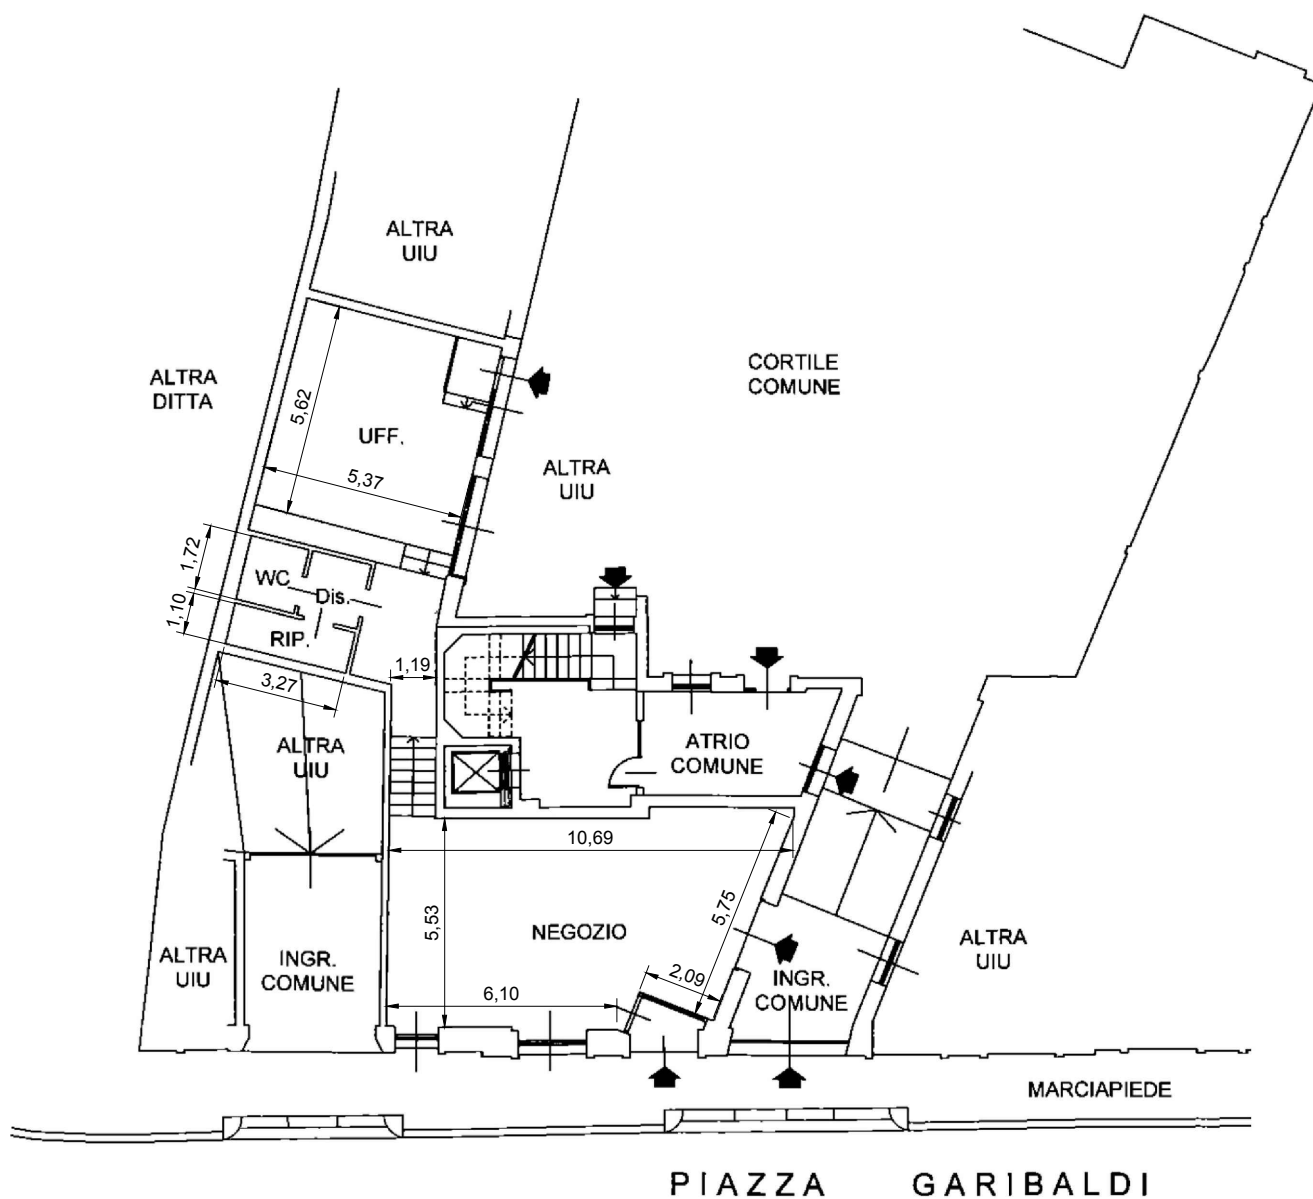 ALTRA
UIU
ALTRA
DITTA
CORTILE
COMUNE
5,62
UFF.
5,37
ALTRA
UIU
1,72
WC
Dis.
1,10
RIP.
1,19
3,27
ALTRA
UIU
ATRIO
COMUNE
10,69
5,75
5,53
NEGOZIO
ALTRA
UIU
INGR.
COMUNE
2,09
6,10
INGR.
COMUNE
ALTRA
UIU
MARCIAPIEDE
PIAZZA GARIBALDI